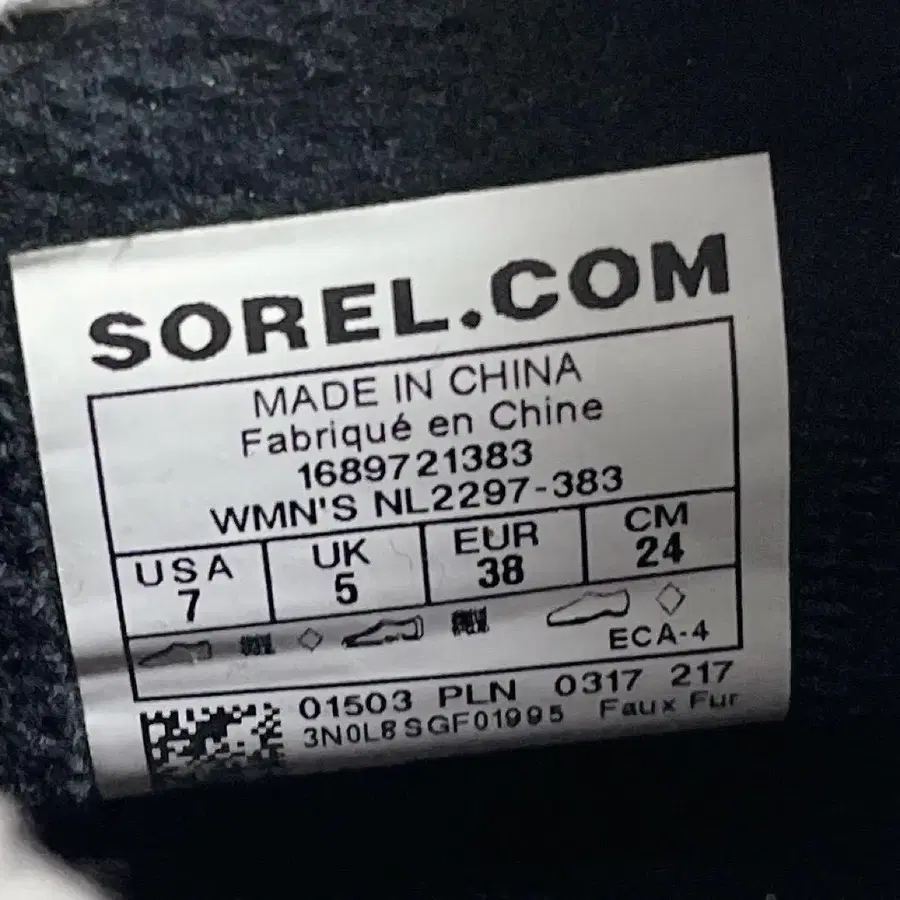 SOREL.COM
MADE IN CHINA
Fabriqué en Chine
1689721383
WMN'S NL2297-383
USA UK EUR CM
7 5 38 24
ECA-4
01503 PLN 0317 217
3N0L8SGF01995 Faux Fur